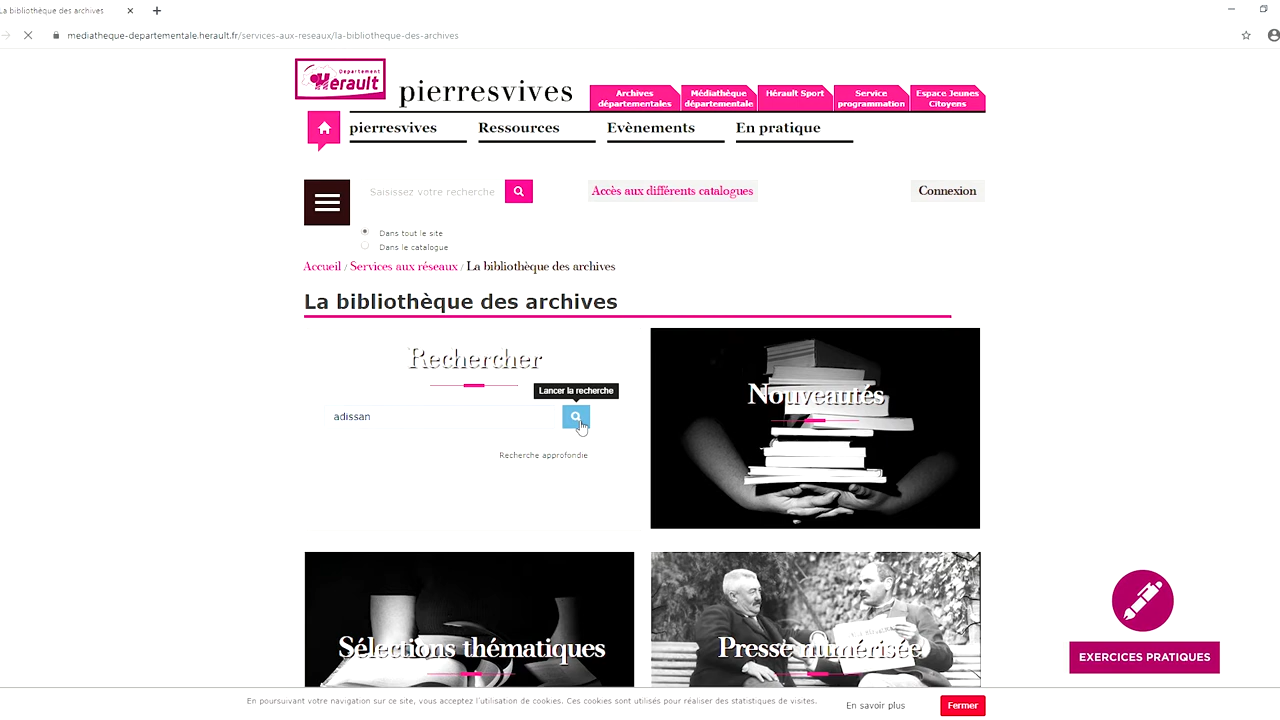 La bibliothèque des archives
mediatheque-departementale.herault.fr/services-aux-reseaux/la-bibliotheque-des-archives
Département
Hérault
pierresvives
Archives départementales
Médiathèque départementale
Hérault Sport
Service programmation
Espace Jeunes Citoyens
pierresvives
Ressources
Evènements
En pratique
Saisissez votre recherche
Accès aux différents catalogues
Connexion
Dans tout le site
Dans le catalogue
Accueil / Services aux réseaux / La bibliothèque des archives
La bibliothèque des archives
Rechercher
Lancer la recherche
adissan
Recherche approfondie
Nouveautés
Sélections thématiques
Presse numérisée
EXERCICES PRATIQUES
En poursuivant votre navigation sur ce site, vous acceptez l'utilisation de cookies. Ces cookies sont utilisés pour réaliser des statistiques de visites.
En savoir plus
Fermer